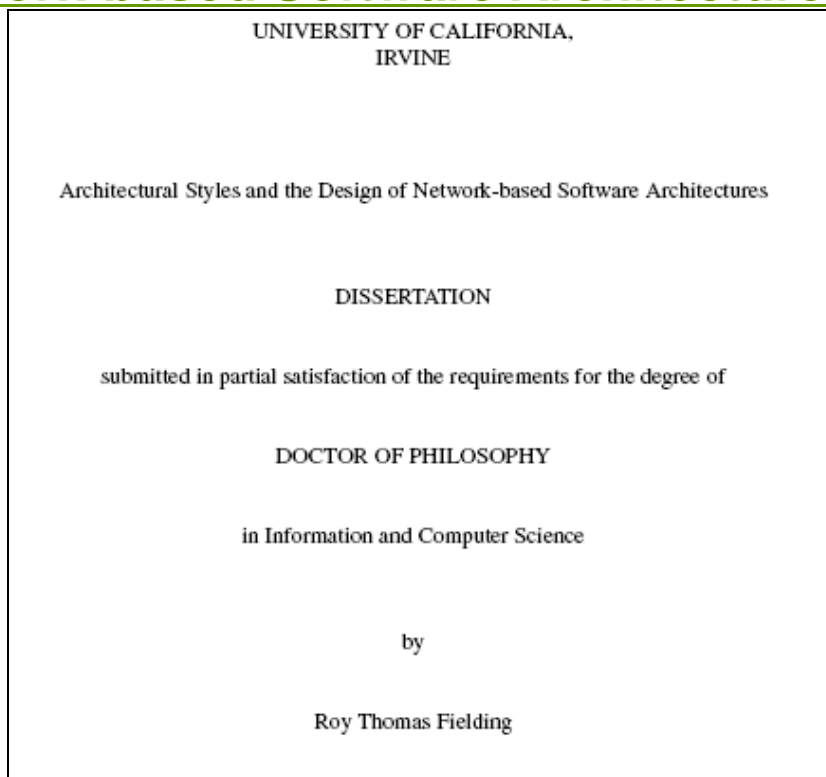 UNIVERSITY OF CALIFORNIA,
IRVINE
Architectural Styles and the Design of Network-based Software Architectures
DISSERTATION
submitted in partial satisfaction of the requirements for the degree of
DOCTOR OF PHILOSOPHY
in Information and Computer Science
by
Roy Thomas Fielding